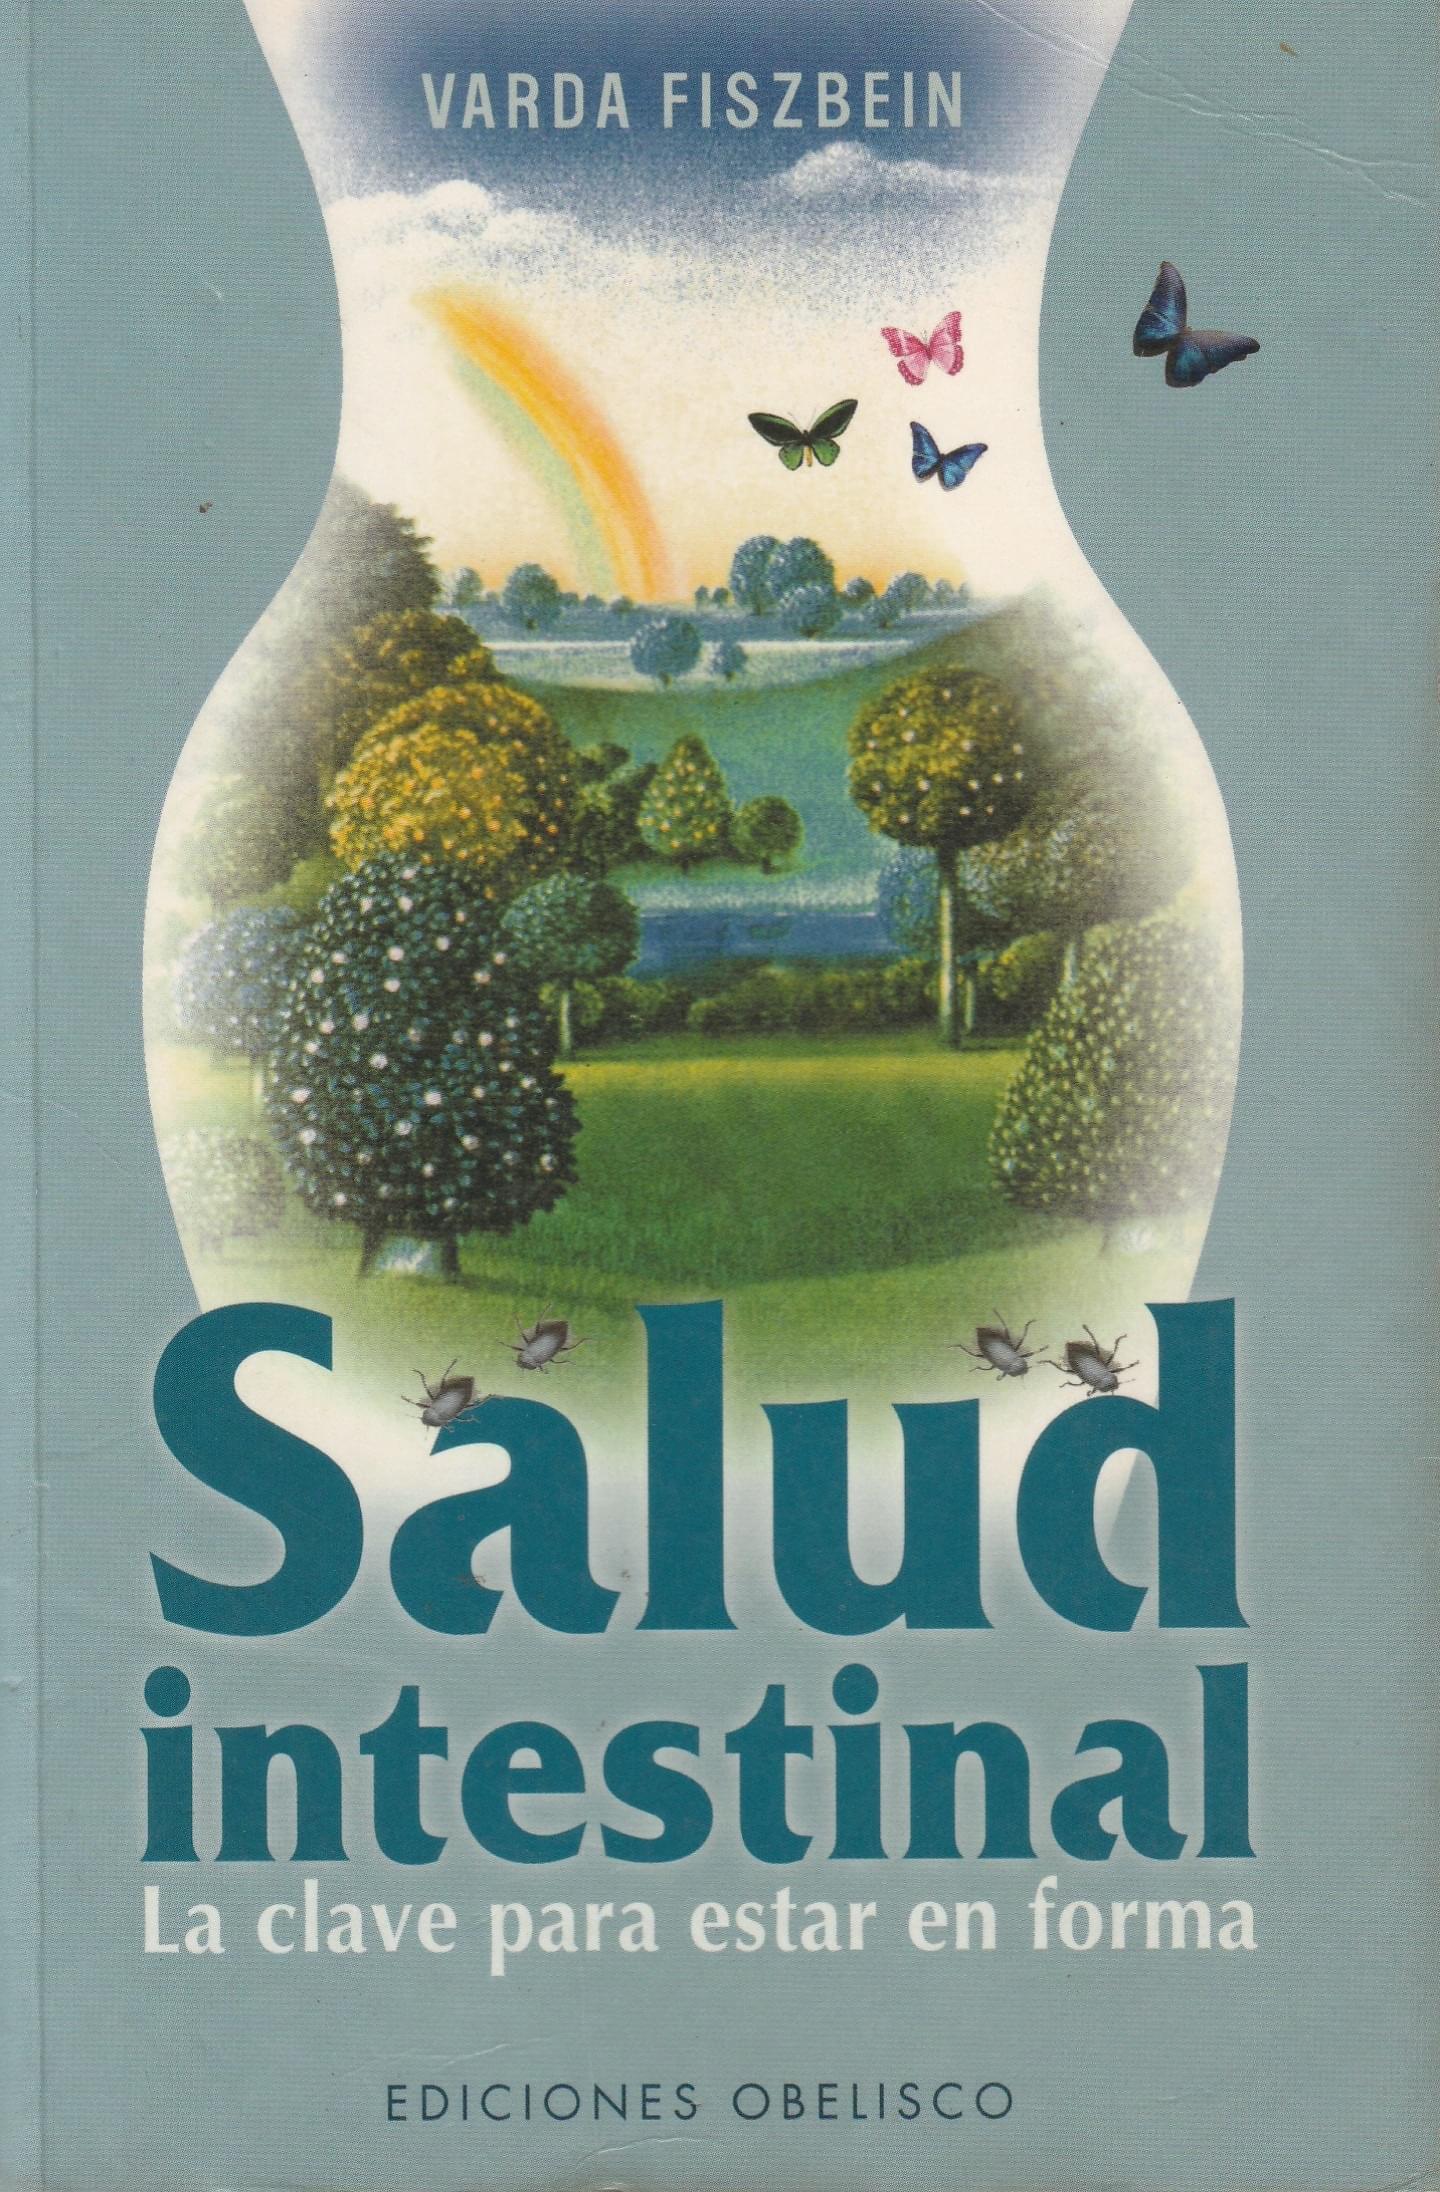 VARDA FISZBEIN
Salud
intestinal
La clave para estar en forma
EDICIONES OBELISCO